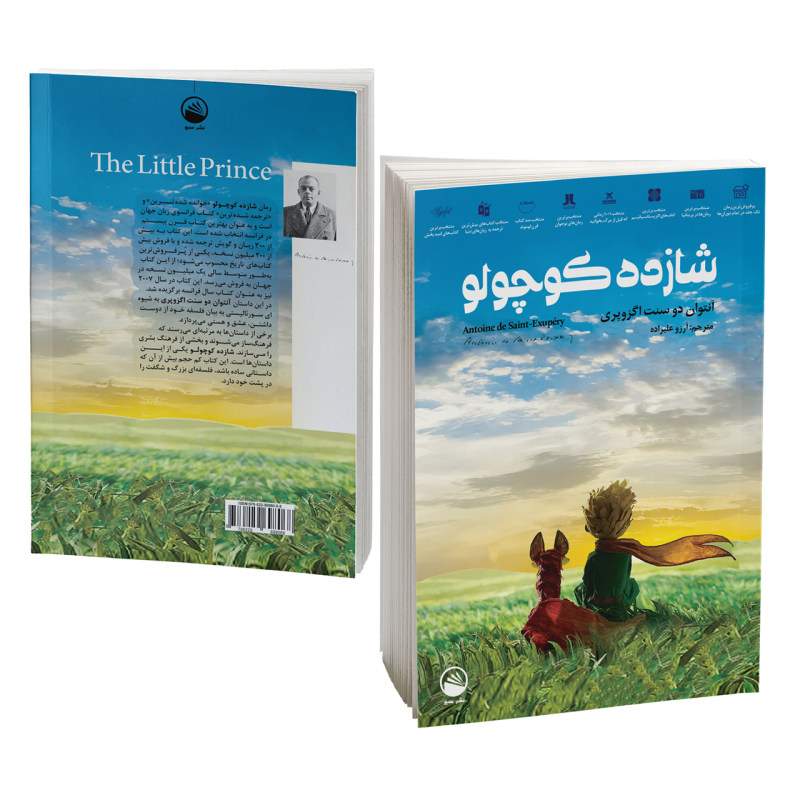 نشر سبو
The Little Prince
رمان شازده کوچولو «خوانده شده‌ترین» و
«ترجمه شده‌ترین» کتاب فرانسوی زبان جهان
است و به عنوان بهترین کتاب قرن بیستم
در فرانسه انتخاب شده است. این کتاب به بیش
از ۳۰۰ زبان و گویش ترجمه شده و با فروش بیش
از ۲۰۰ میلیون نسخه، یکی از پُرفروش‌ترین
کتاب‌های تاریخ محسوب می‌شود؛ از این کتاب
به‌طور متوسط سالی یک میلیون نسخه در
جهان به فروش می‌رسد. این کتاب در سال ۲۰۰۷
نیز به عنوان کتاب سال فرانسه برگزیده شد.
در این داستان آنتوان دو سنت اگزوپری به شیوه
ای سوررئالیستی به بیان فلسفه خود از دوست
داشتن، عشق و هستی می‌پردازد.
برخی از داستان‌ها به مرتبه‌ای می‌رسند که
فرهنگ‌ساز می‌شوند و بخشی از فرهنگ بشری
را می‌سازند. شازده کوچولو یکی از این
داستان‌ها است. این کتاب کم حجم بیش از آن که
داستانی ساده باشد، فلسفه‌ای بزرگ و شگفت را
در پشت خود دارد.
شازده کوچولو
آنتوان دو سنت اگزوپری
Antoine de Saint-Exupéry
مترجم: آرزو علیزاده
نشر سبو